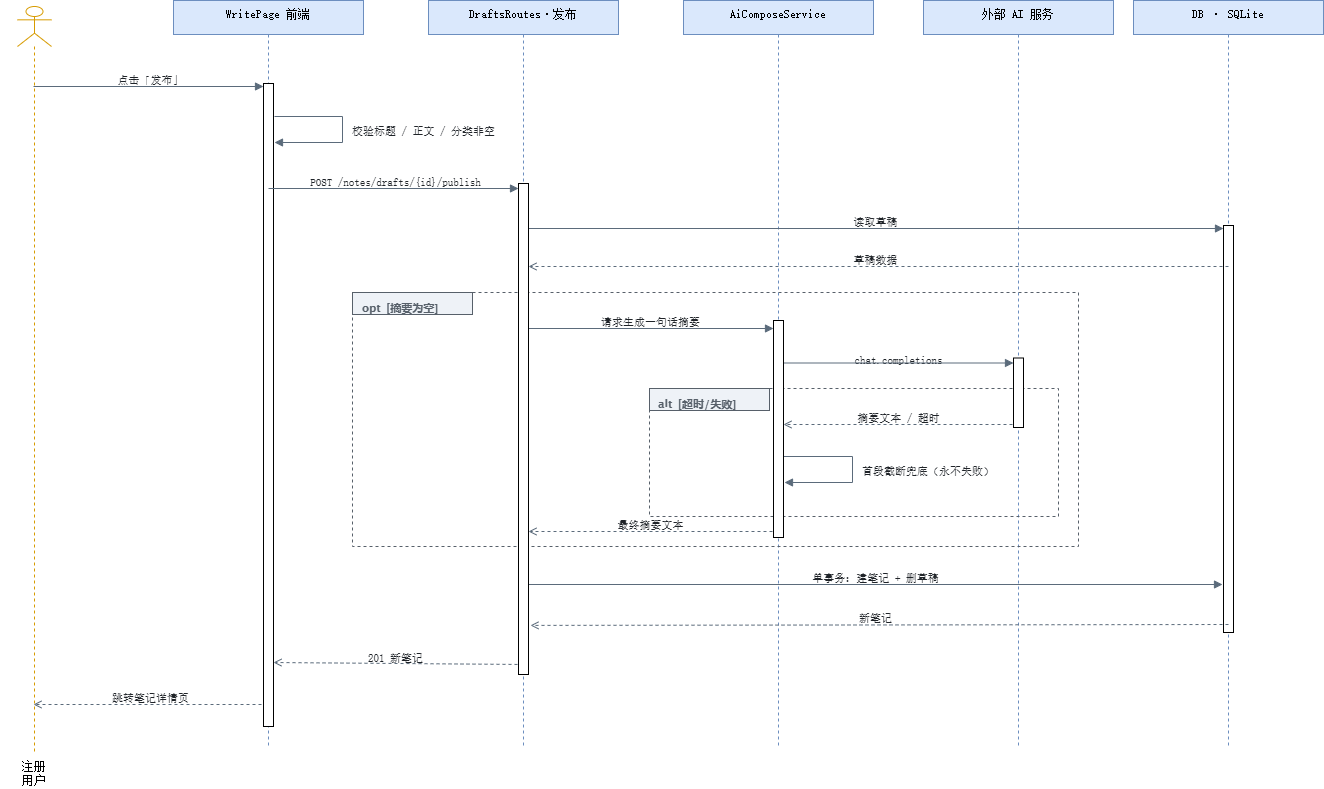 WritePage 前端
DraftsRoutes·发布
AiComposeService
外部 AI 服务
DB · SQLite
点击「发布」
校验标题 / 正文 / 分类非空
POST /notes/drafts/{id}/publish
读取草稿
草稿数据
opt [摘要为空]
请求生成一句话摘要
chat.completions
alt [超时/失败]
摘要文本 / 超时
首段截断兜底（永不失败）
最终摘要文本
单事务：建笔记 + 删草稿
新笔记
201 新笔记
跳转笔记详情页
注册
用户